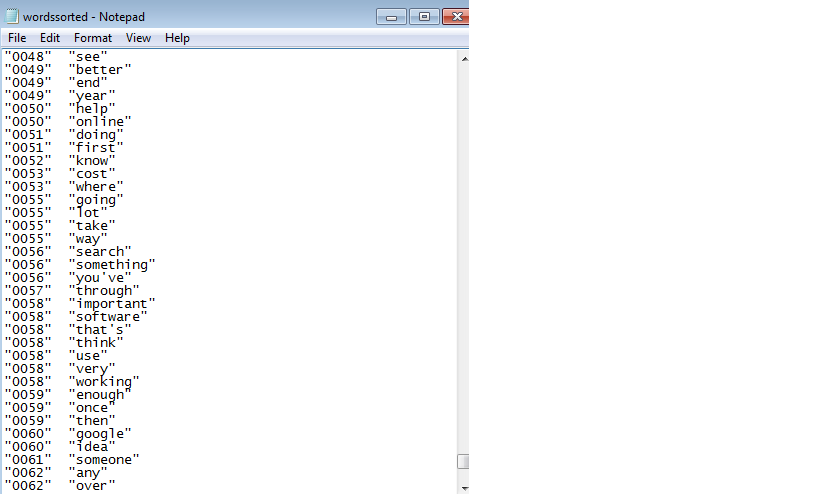 wordssorted - Notepad
File Edit Format View Help
"0048" "see"
"0049" "better"
"0049" "end"
"0049" "year"
"0050" "help"
"0050" "online"
"0051" "doing"
"0051" "first"
"0052" "know"
"0053" "cost"
"0053" "where"
"0055" "going"
"0055" "lot"
"0055" "take"
"0055" "way"
"0056" "search"
"0056" "something"
"0056" "you've"
"0057" "through"
"0058" "important"
"0058" "software"
"0058" "that's"
"0058" "think"
"0058" "use"
"0058" "very"
"0058" "working"
"0059" "enough"
"0059" "once"
"0059" "then"
"0060" "google"
"0060" "idea"
"0061" "someone"
"0062" "any"
"0062" "over"